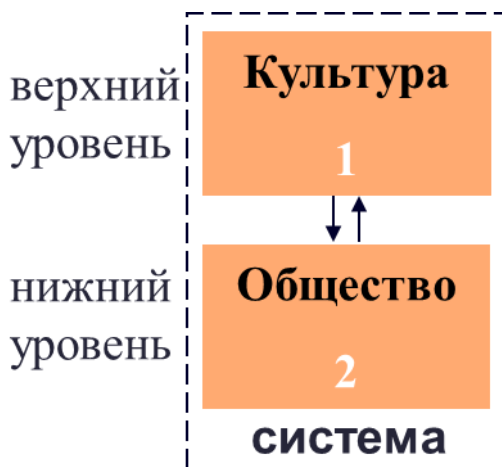 верхний
уровень
Культура
1
нижний
уровень
Общество
2
система